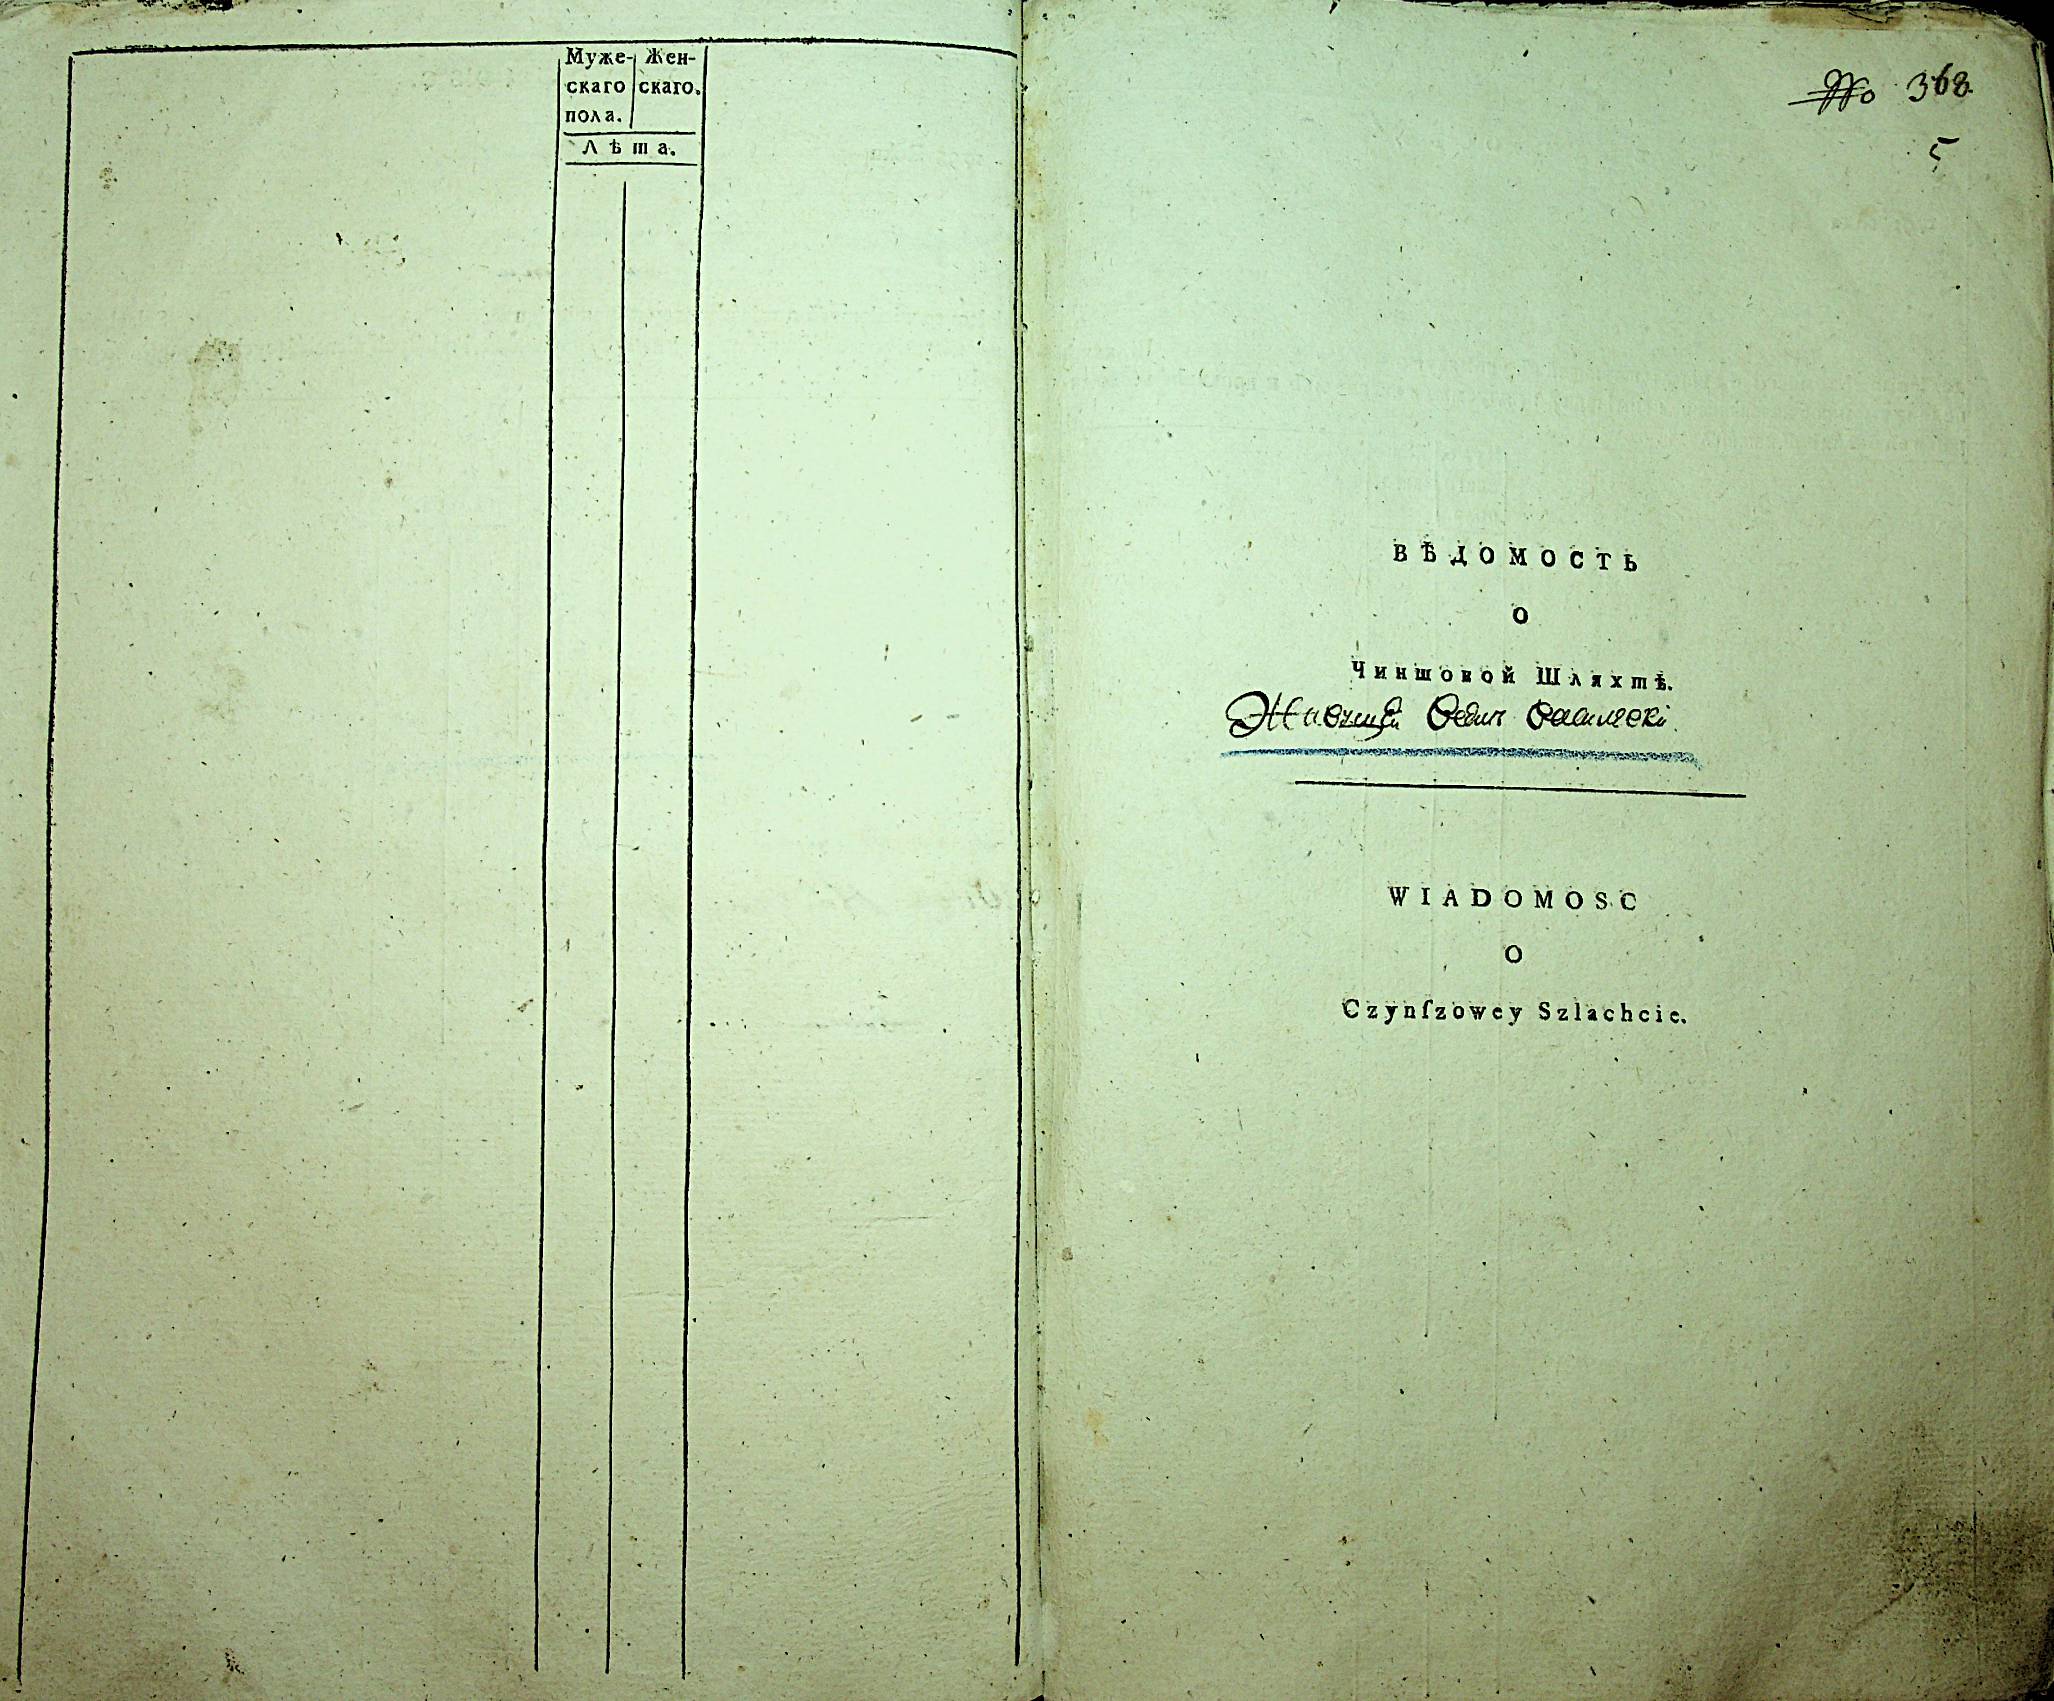 Муже- Жен-
скаго скаго.
пола.
Лѣта.
No 368.
5
ВѢДОМОСТЬ
О
Чиншовой Шляхтѣ.
WIADOMOSC
O
Czynſzowey Szlachcie.